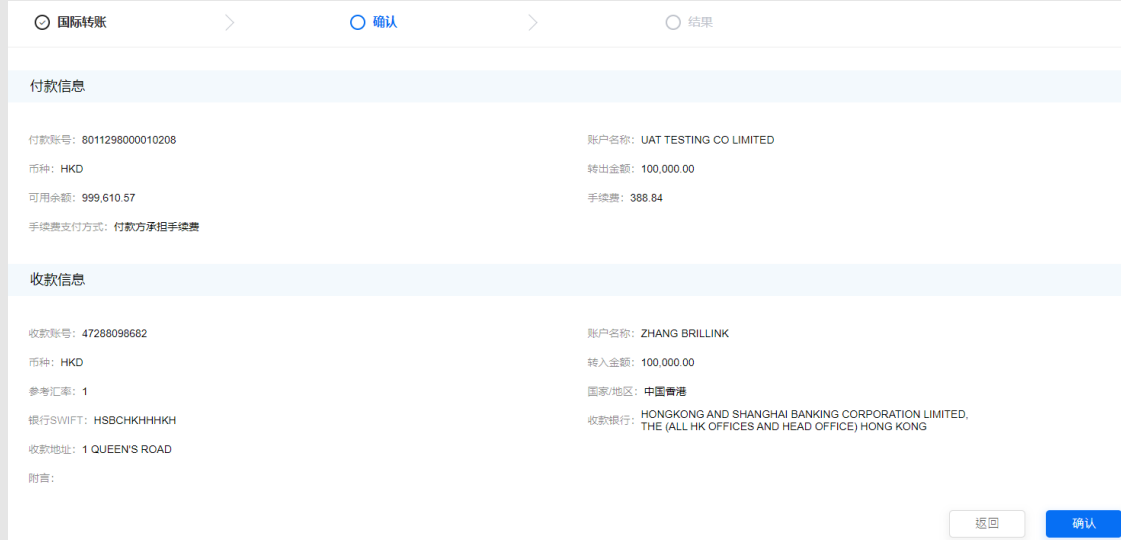 国际转账
确认
结果
付款信息
付款账号：8011298000010208
账户名称：UAT TESTING CO LIMITED
币种：HKD
转出金额：100,000.00
可用余额：999,610.57
手续费：388.84
手续费支付方式：付款方承担手续费
收款信息
收款账号：47288098682
账户名称：ZHANG BRILLINK
币种：HKD
转入金额：100,000.00
参考汇率：1
国家/地区：中国香港
银行SWIFT：HSBCHKHHHKH
收款银行：HONGKONG AND SHANGHAI BANKING CORPORATION LIMITED,
THE (ALL HK OFFICES AND HEAD OFFICE) HONG KONG
收款地址：1 QUEEN'S ROAD
附言：
返回
确认